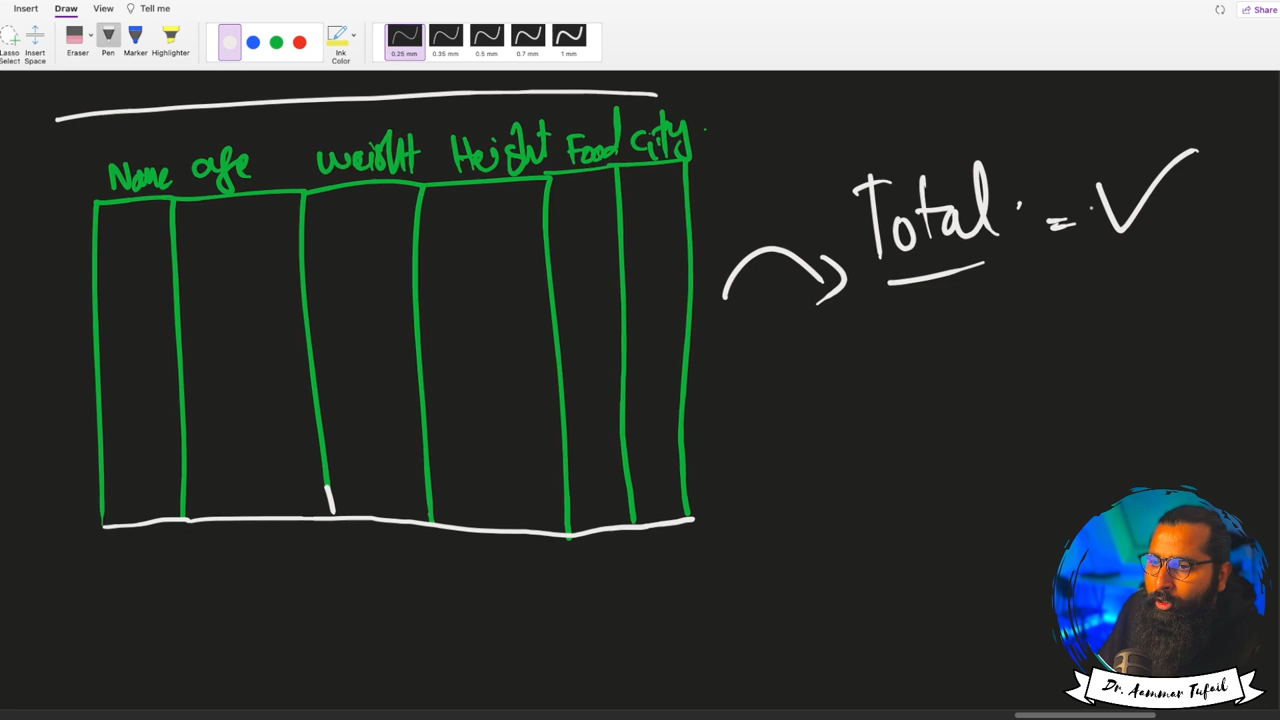 Insert Draw View Tell me
Share
Lasso Select
Insert Space
Eraser
Pen
Marker
Highlighter
Ink Color
0.25 mm
0.35 mm
0.5 mm
0.7 mm
1 mm
Name age weight Height Food City
Total = ✓
Dr. Aammar Tufail